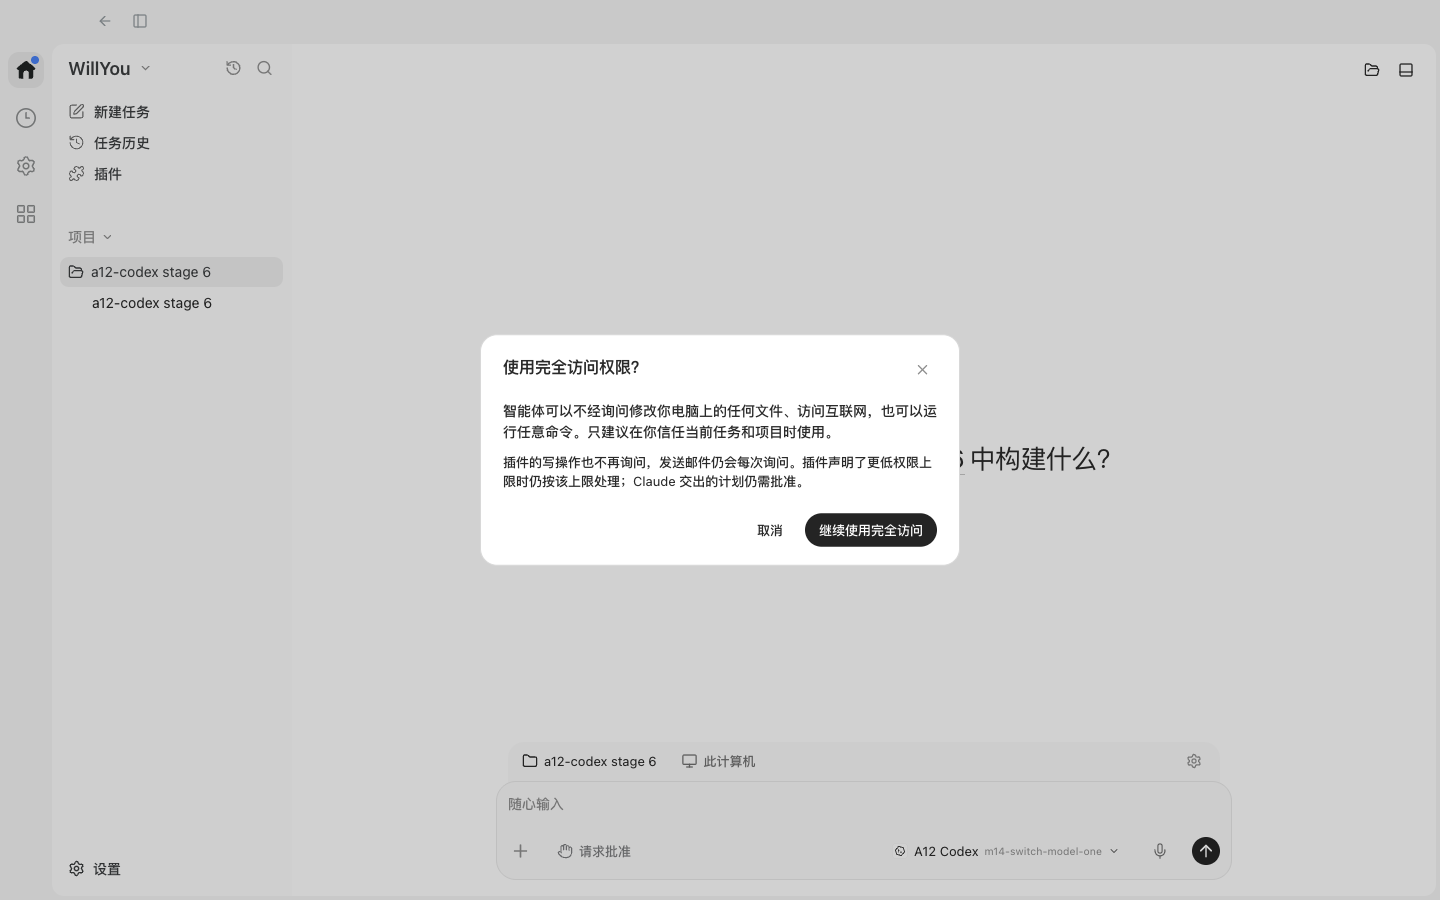 WillYou
新建任务
任务历史
插件
项目
a12-codex stage 6
a12-codex stage 6
设置
使用完全访问权限?
智能体可以不经询问修改你电脑上的任何文件、访问互联网，也可以运
行任意命令。只建议在你信任当前任务和项目时使用。
插件的写操作也不再询问，发送邮件仍会每次询问。插件声明了更低权限上
限时仍按该上限处理；Claude 交出的计划仍需批准。
取消
继续使用完全访问
中构建什么?
a12-codex stage 6
此计算机
随心输入
请求批准
A12 Codex m14-switch-model-one